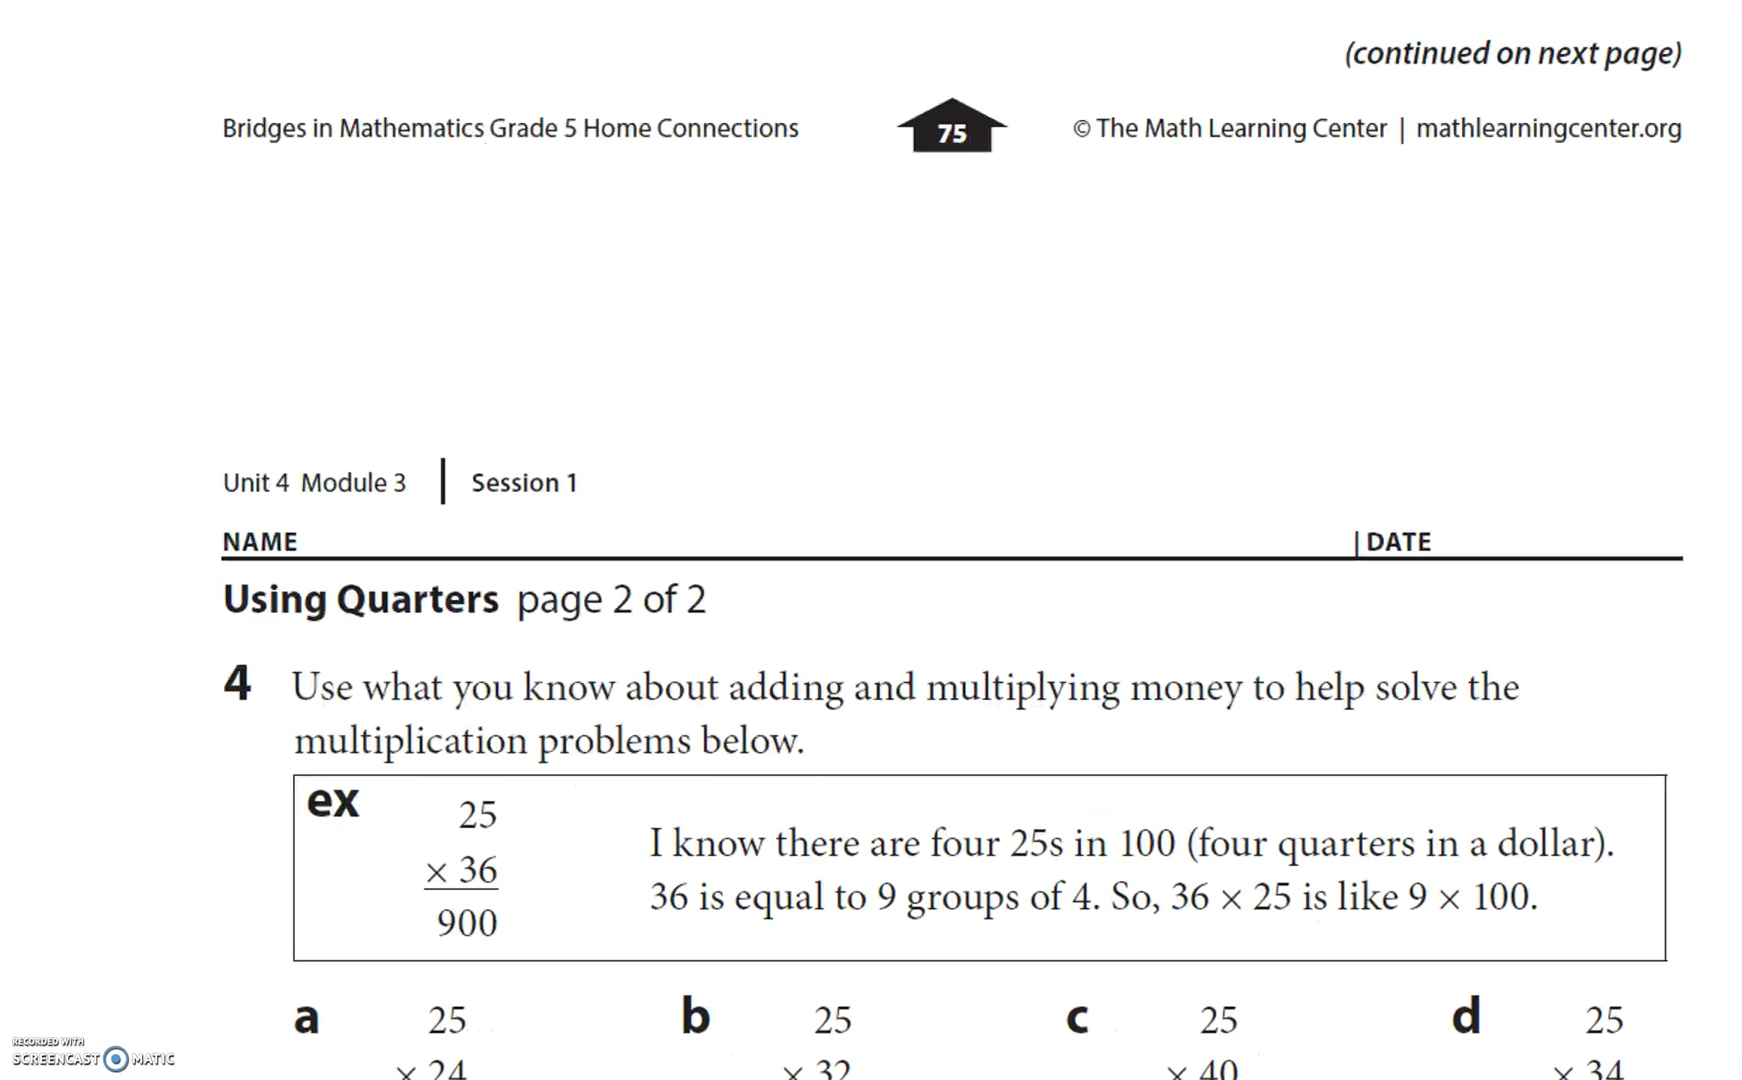 (continued on next page)
Bridges in Mathematics Grade 5 Home Connections 75 © The Math Learning Center | mathlearningcenter.org
Unit 4 Module 3 | Session 1
NAME | DATE
Using Quarters page 2 of 2
4 Use what you know about adding and multiplying money to help solve the
multiplication problems below.
ex 25
× 36
900
I know there are four 25s in 100 (four quarters in a dollar).
36 is equal to 9 groups of 4. So, 36 × 25 is like 9 × 100.
a 25 b 25 c 25 d 25
× 24 × 32 × 40 × 34
RECORDED WITH
SCREENCAST MATIC